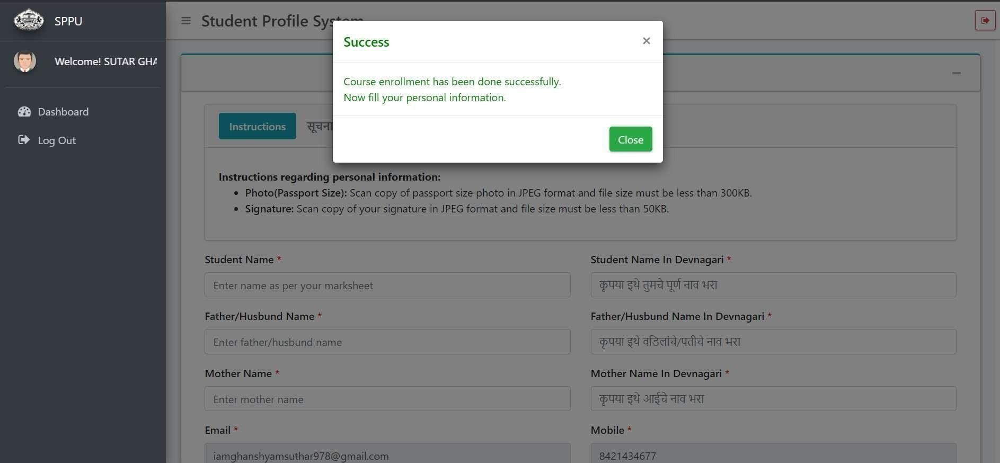 SPPU
Welcome! SUTAR GHA
Dashboard
Log Out
Student Profile System
Success
×
Course enrollment has been done successfully.
Now fill your personal information.
Close
Instructions सूचना
Instructions regarding personal information:
• Photo(Passport Size): Scan copy of passport size photo in JPEG format and file size must be less than 300KB.
• Signature: Scan copy of your signature in JPEG format and file size must be less than 50KB.
Student Name *
Student Name In Devnagari *
Enter name as per your marksheet
कृपया इथे तुमचे पूर्ण नाव भरा
Father/Husbund Name *
Father/Husbund Name In Devnagari *
Enter father/husbund name
कृपया इथे वडिलांचे/पतीचे नाव भरा
Mother Name *
Mother Name In Devnagari *
Enter mother name
कृपया इथे आईचे नाव भरा
Email *
Mobile *
iamghanshyamsuthar978@gmail.com
8421434677